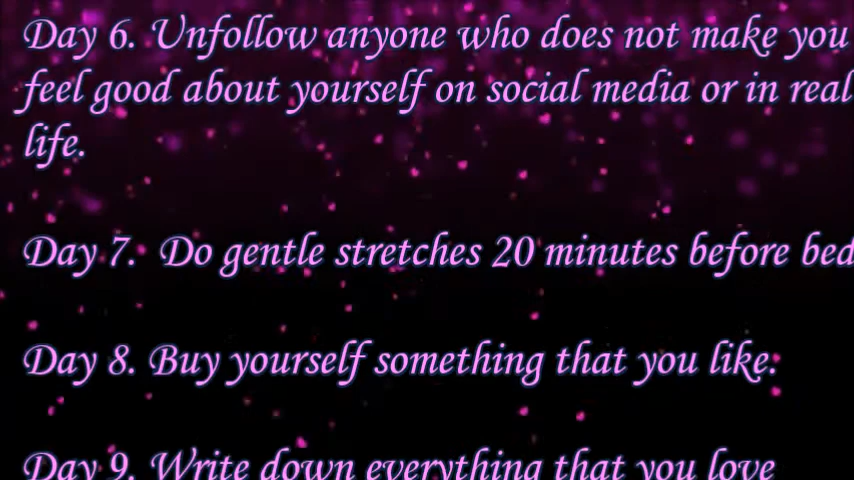 Day 6. Unfollow anyone who does not make you
feel good about yourself on social media or in real
life.
Day 7. Do gentle stretches 20 minutes before bed
Day 8. Buy yourself something that you like.
Day 9. Write down everything that you love